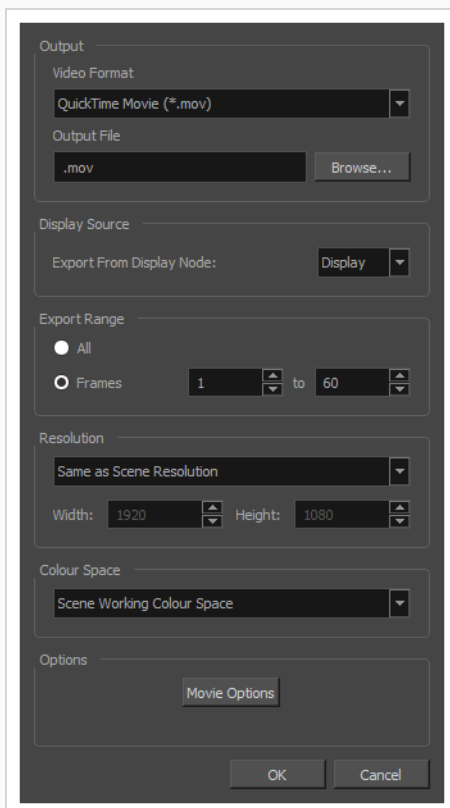 Output
Video Format
QuickTime Movie (*.mov)
Output File
.mov Browse...
Display Source
Export From Display Node: Display
Export Range
All
Frames 1 to 60
Resolution
Same as Scene Resolution
Width: 1920 Height: 1080
Colour Space
Scene Working Colour Space
Options
Movie Options
OK Cancel